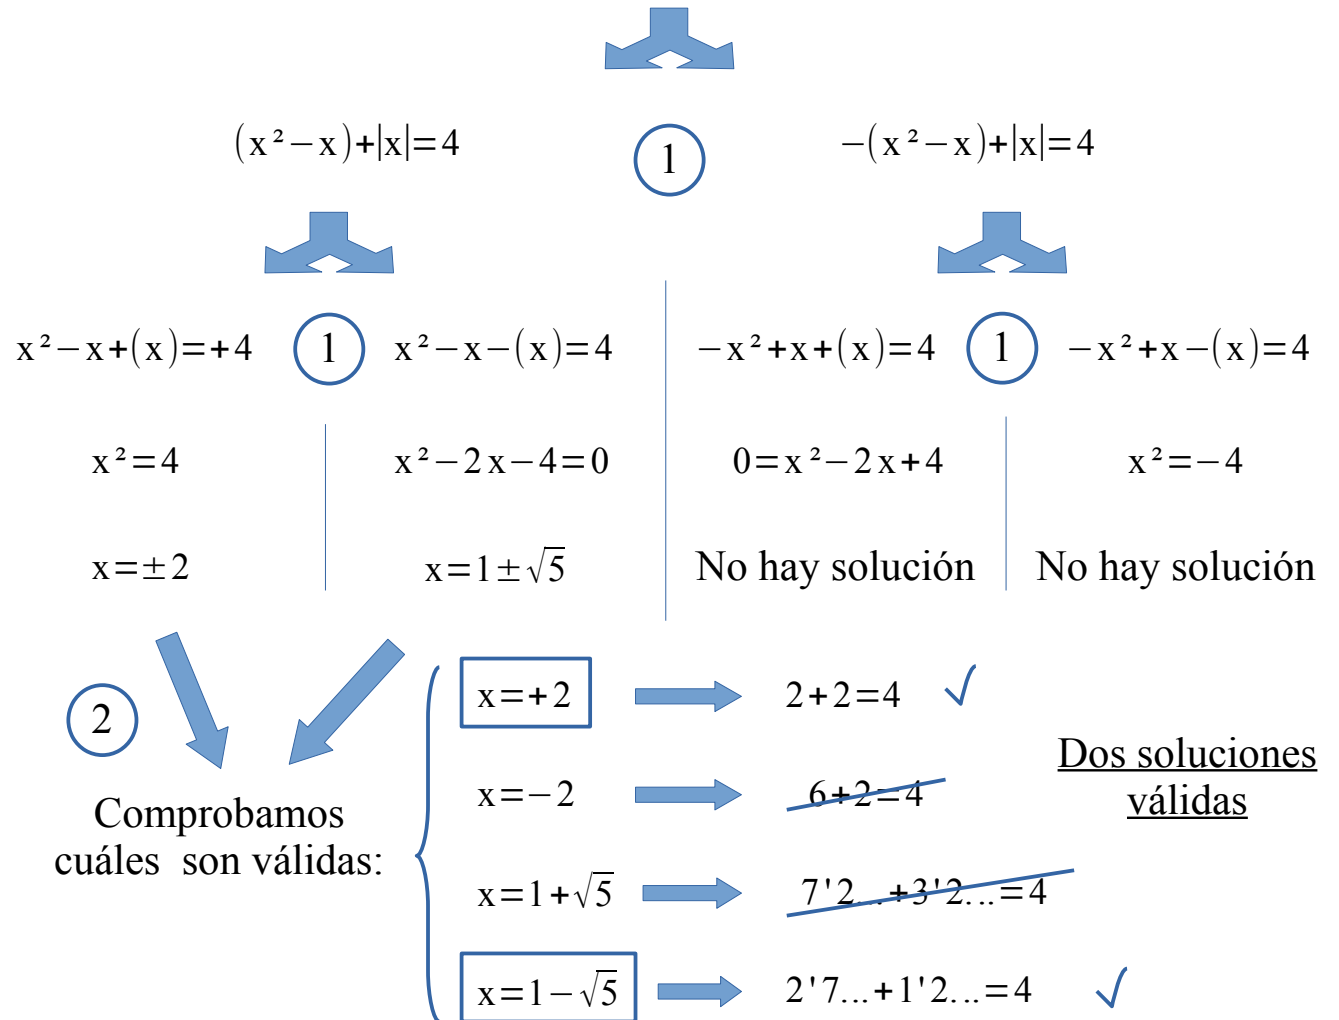 (x²−x)+|x|=4 1 −(x²−x)+|x|=4
x²−x+(x)=+4 1 x²−x−(x)=4 −x²+x+(x)=4 1 −x²+x−(x)=4
x²=4 x²−2x−4=0 0=x²−2x+4 x²=−4
x=±2 x=1±√5 No hay solución No hay solución
2
Comprobamos
cuáles son válidas:
x=+2 2+2=4 ✓
x=−2 6+2=4
x=1+√5 7'2...+3'2...=4
x=1−√5 2'7...+1'2...=4 ✓
Dos soluciones
válidas